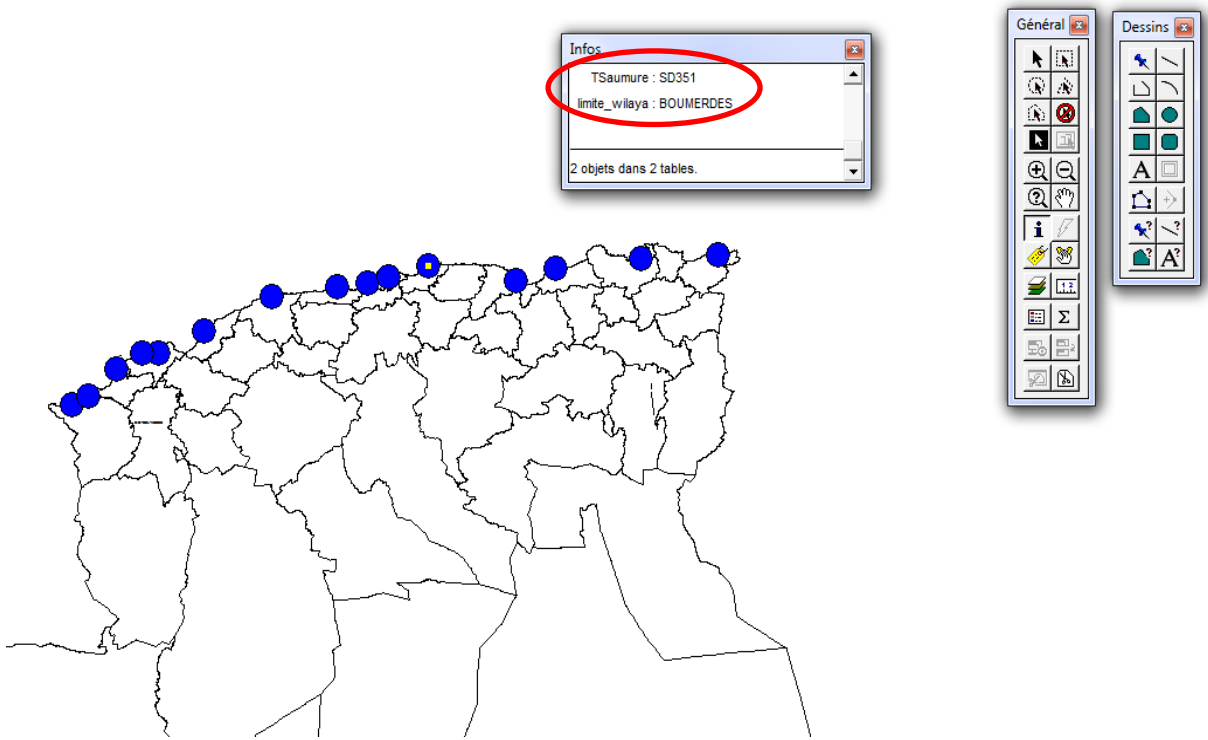 Infos
TSaumure : SD351
limite_wilaya : BOUMERDES
2 objets dans 2 tables.
Général
Dessins